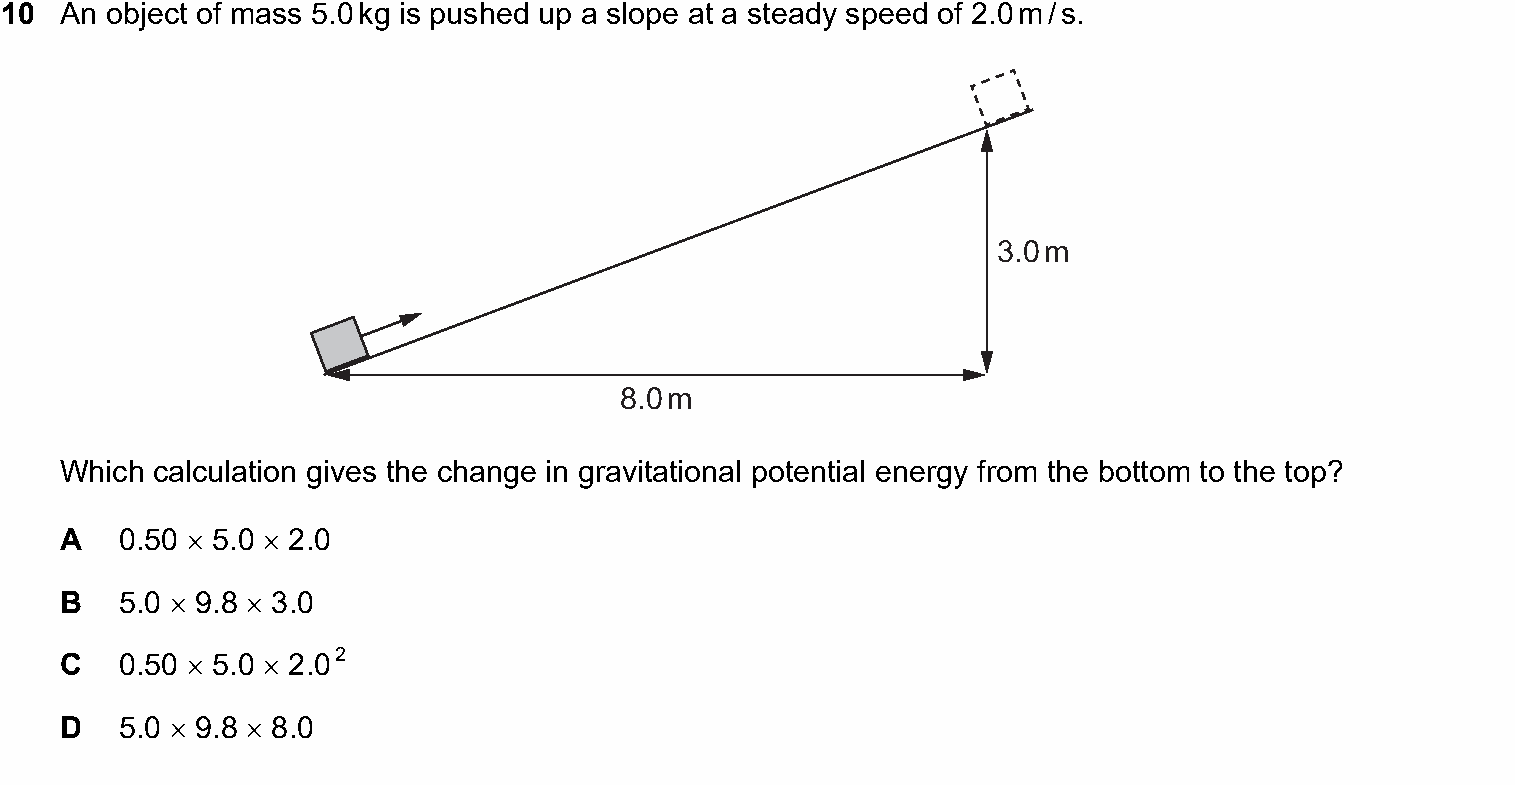 10 An object of mass 5.0 kg is pushed up a slope at a steady speed of 2.0 m / s.
3.0 m
8.0 m
Which calculation gives the change in gravitational potential energy from the bottom to the top?
A 0.50 × 5.0 × 2.0
B 5.0 × 9.8 × 3.0
C 0.50 × 5.0 × 2.0²
D 5.0 × 9.8 × 8.0